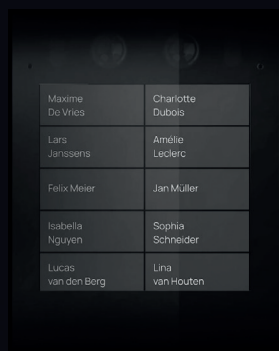 Maxime
De Vries
Charlotte
Dubois
Lars
Janssens
Amélie
Leclerc
Felix Meier
Jan Müller
Isabella
Nguyen
Sophia
Schneider
Lucas
van den Berg
Lina
van Houten